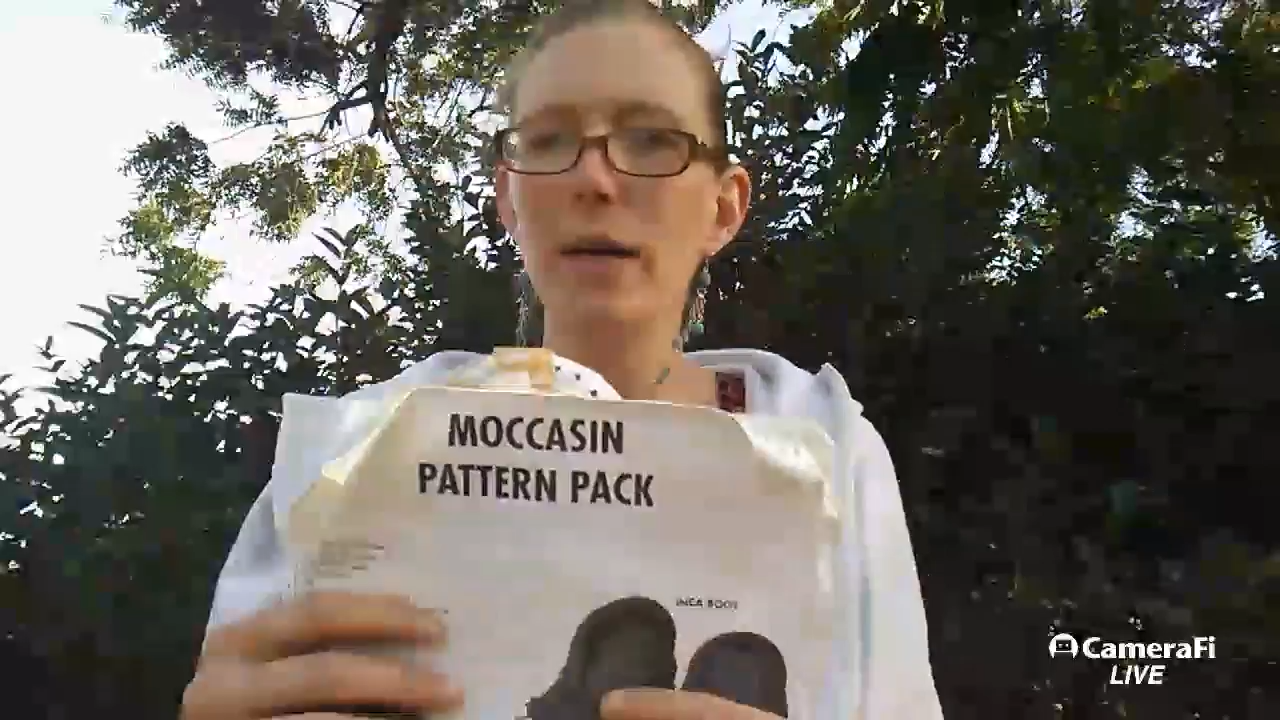 MOCCASIN
PATTERN PACK
INCA BOOT
CameraFi
LIVE